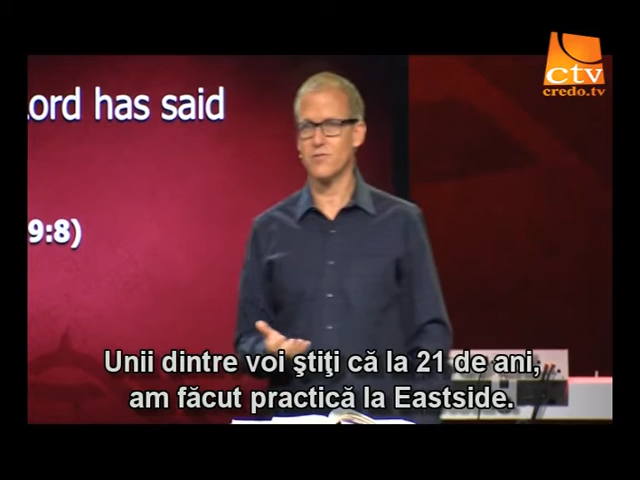 ctv
credo.tv
Lord has said
9:8)
Unii dintre voi ştiţi că la 21 de ani,
am făcut practică la Eastside.